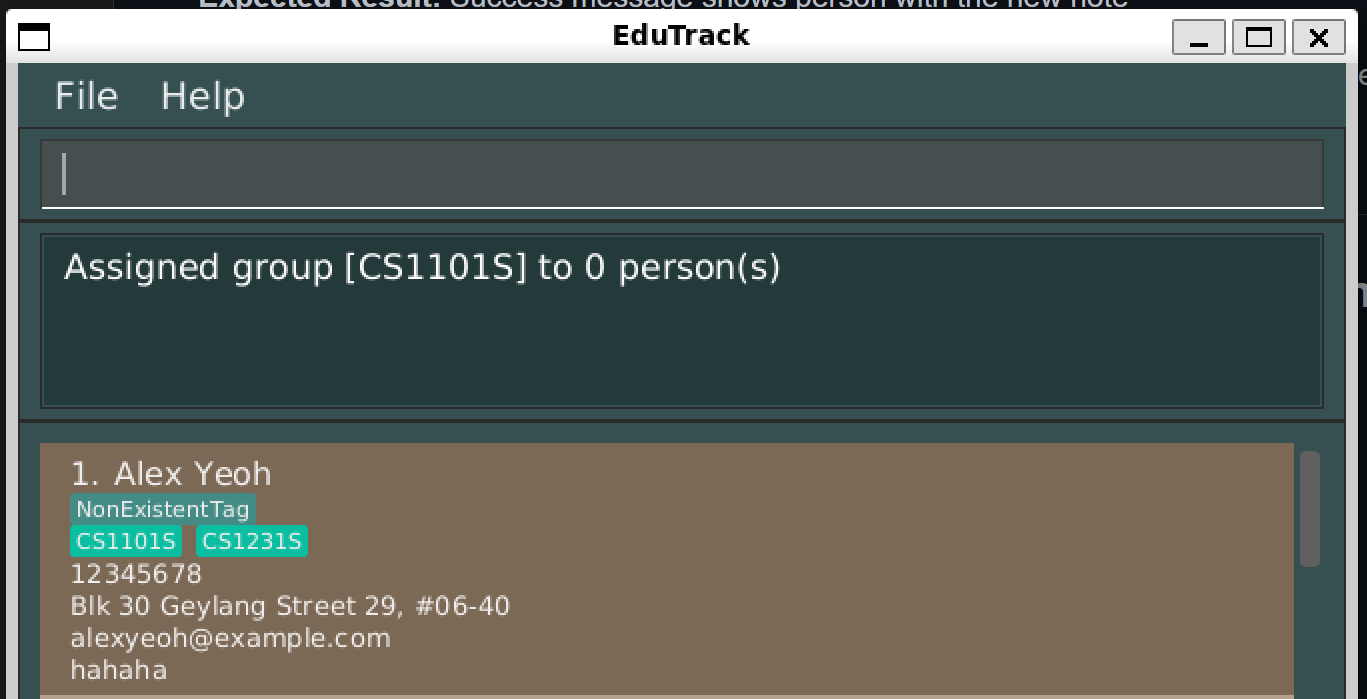 Expected Result: Success message shows person with the new note
EduTrack
File Help
Assigned group [CS1101S] to 0 person(s)
1. Alex Yeoh
NonExistentTag
CS1101S CS1231S
12345678
Blk 30 Geylang Street 29, #06-40
alexyeoh@example.com
hahaha